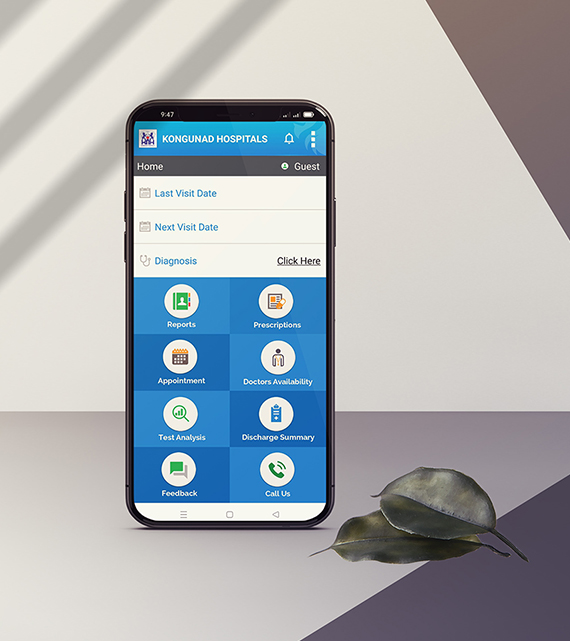 9:47
KONGUNAD HOSPITALS
Home
Guest
Last Visit Date
Next Visit Date
Diagnosis
Click Here
Reports
Prescriptions
Appointment
Doctors Availability
Test Analysis
Discharge Summary
Feedback
Call Us